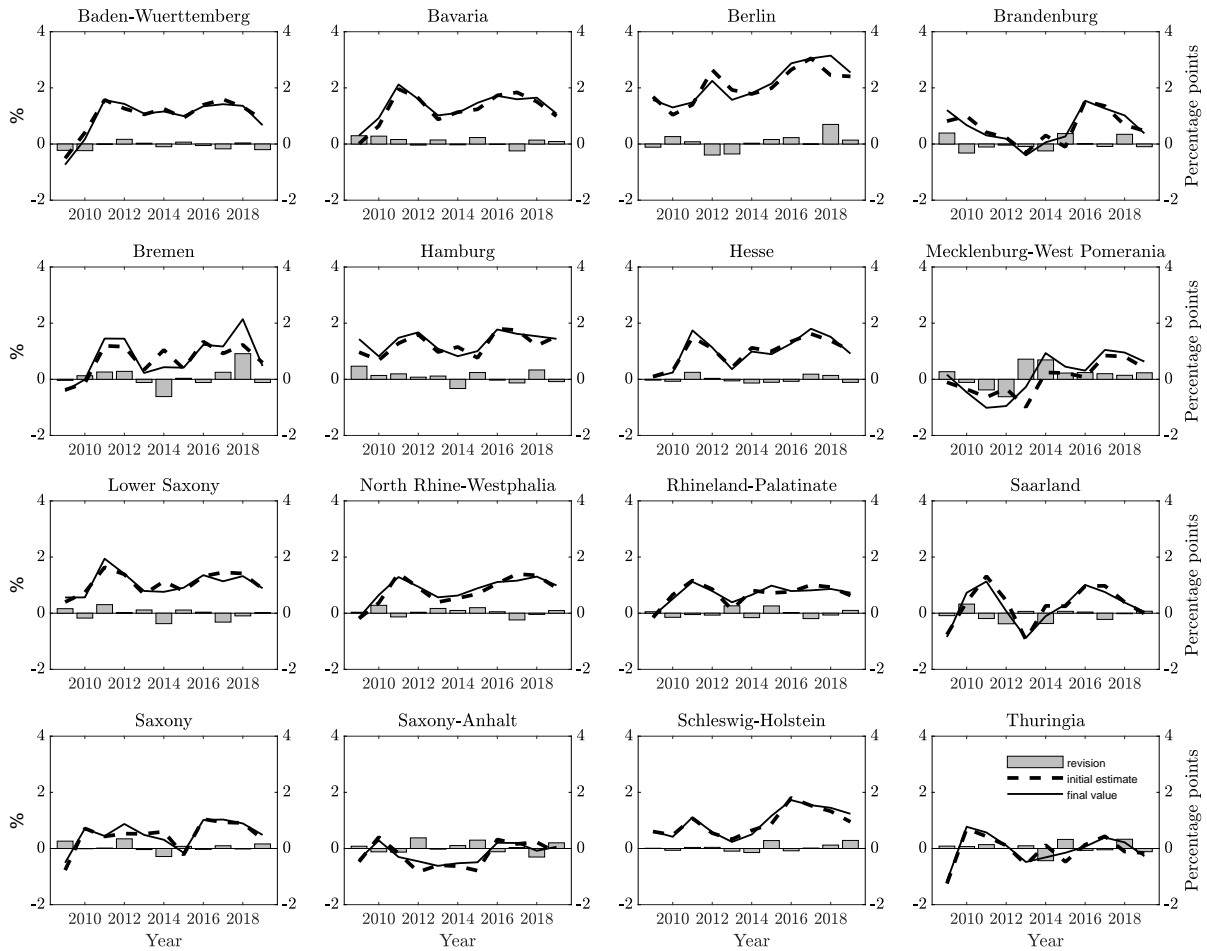 Baden-Wuerttemberg Bavaria Berlin Brandenburg
4 4 4 4 4 4 4 4
2 2 2 2 2 2 2 2
0 0 0 0 0 0 0 0
-2 -2 -2 -2 -2 -2 -2 -2
% Percentage points
2010 2012 2014 2016 2018 2010 2012 2014 2016 2018 2010 2012 2014 2016 2018 2010 2012 2014 2016 2018
Bremen Hamburg Hesse Mecklenburg-West Pomerania
4 4 4 4 4 4 4 4
2 2 2 2 2 2 2 2
0 0 0 0 0 0 0 0
-2 -2 -2 -2 -2 -2 -2 -2
% Percentage points
2010 2012 2014 2016 2018 2010 2012 2014 2016 2018 2010 2012 2014 2016 2018 2010 2012 2014 2016 2018
Lower Saxony North Rhine-Westphalia Rhineland-Palatinate Saarland
4 4 4 4 4 4 4 4
2 2 2 2 2 2 2 2
0 0 0 0 0 0 0 0
-2 -2 -2 -2 -2 -2 -2 -2
% Percentage points
2010 2012 2014 2016 2018 2010 2012 2014 2016 2018 2010 2012 2014 2016 2018 2010 2012 2014 2016 2018
Saxony Saxony-Anhalt Schleswig-Holstein Thuringia
4 4 4 4 4 4 4 4
revision
initial estimate
final value
2 2 2 2 2 2 2 2
0 0 0 0 0 0 0 0
-2 -2 -2 -2 -2 -2 -2 -2
% Percentage points
2010 2012 2014 2016 2018 2010 2012 2014 2016 2018 2010 2012 2014 2016 2018 2010 2012 2014 2016 2018
Year Year Year Year